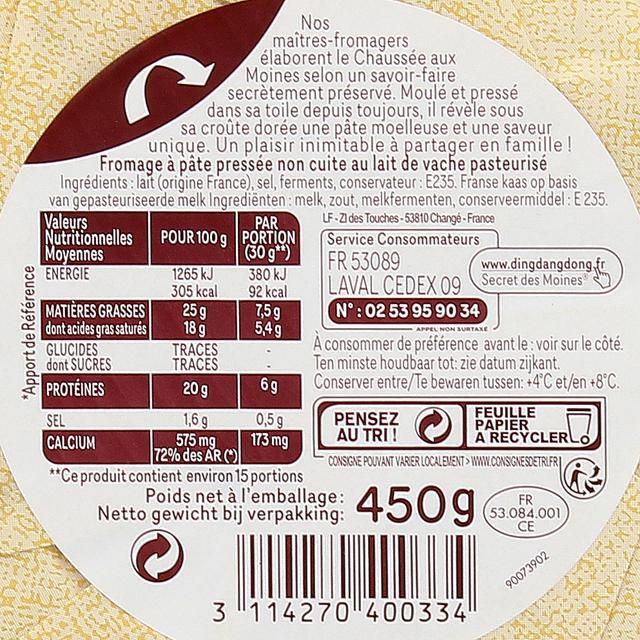 Nos
maîtres-fromagers
élaborent le Chaussée aux
Moines selon un savoir-faire
secrètement préservé. Moulé et pressé
dans sa toile depuis toujours, il révèle sous
sa croûte dorée une pâte moelleuse et une saveur
unique. Un plaisir inimitable à partager en famille !
Fromage à pâte pressée non cuite au lait de vache pasteurisé
Ingrédients : lait (origine France), sel, ferments, conservateur : E235. Franse kaas op basis
van gepasteuriseerde melk Ingrediënten : melk, zout, melkfermenten, conserveermiddel : E 235.
Valeurs Nutritionnelles Moyennes POUR 100 g PAR PORTION (30 g**)
ENERGIE 1265 kJ 380 kJ
305 kcal 92 kcal
MATIÈRES GRASSES 25 g 7,5 g
dont acides gras saturés 18 g 5,4 g
GLUCIDES TRACES -
dont SUCRES TRACES -
PROTÉINES 20 g 6 g
SEL 1,6 g 0,5 g
CALCIUM 575 mg 173 mg
72% des AR (*)
*Apport de Référence
**Ce produit contient environ 15 portions
LF - ZI des Touches - 53810 Changé - France
Service Consommateurs
FR 53089
LAVAL CEDEX 09
N° : 02 53 95 90 34
APPEL NON SURTAXÉ
www.dingdangdong.fr
Secret des Moines®
À consommer de préférence avant le : voir sur le côté.
Ten minste houdbaar tot: zie datum zijkant.
Conserver entre/Te bewaren tussen: +4°C et/en +8°C.
PENSEZ
AU TRI !
FEUILLE
PAPIER
À RECYCLER
CONSIGNE POUVANT VARIER LOCALEMENT > WWW.CONSIGNESDETRI.FR
Poids net à l'emballage:
Netto gewicht bij verpakking:
450g
FR
53.084.001
CE
90073902
3 114270 400334